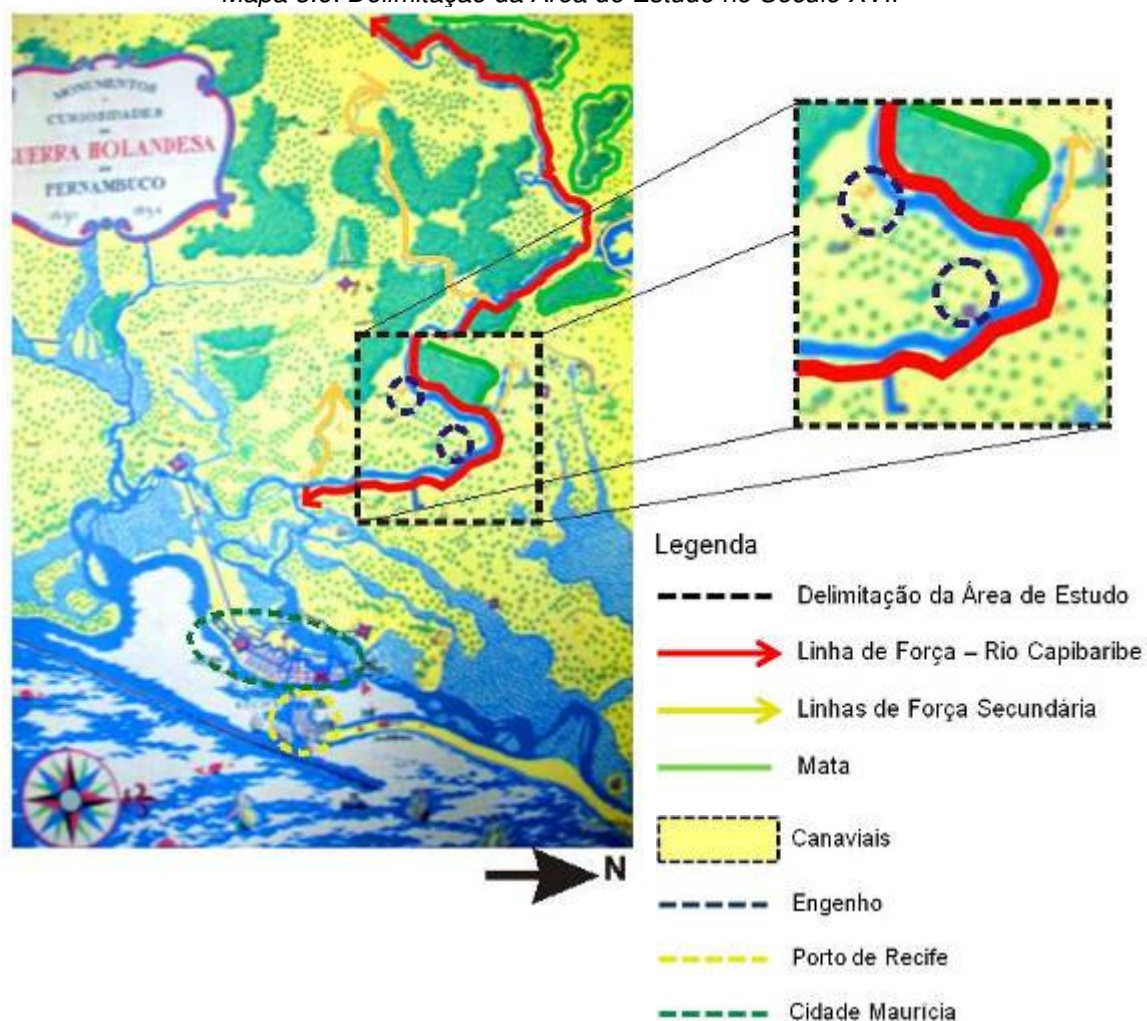 Mapa 3.6: Delimitação da Área de Estudo no Século XVII
MONUMENTOS
CURIOSIDADES
GUERRA HOLANDESA
PERNAMBUCO
N
Legenda
Delimitação da Área de Estudo
Linha de Força – Rio Capibaribe
Linhas de Força Secundária
Mata
Canaviais
Engenho
Porto de Recife
Cidade Maurícia